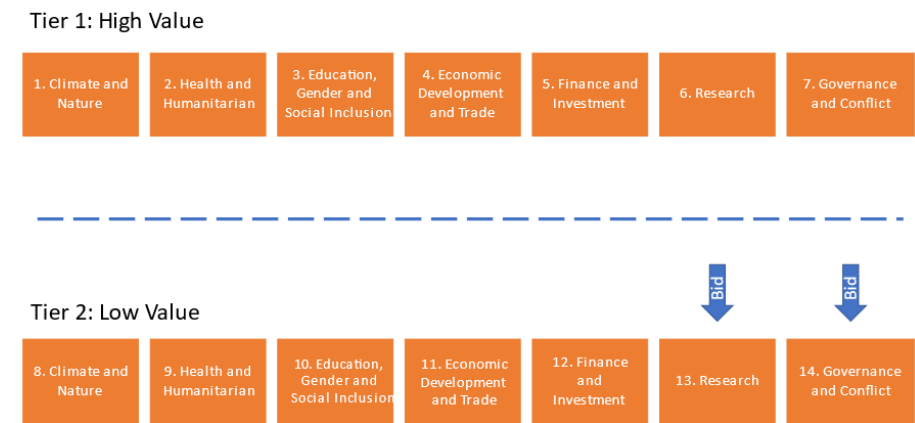 Tier 1: High Value
1. Climate and
Nature
2. Health and
Humanitarian
3. Education,
Gender and
Social Inclusion
4. Economic
Development
and Trade
5. Finance and
Investment
6. Research
7. Governance
and Conflict
Bid
Bid
Tier 2: Low Value
8. Climate and
Nature
9. Health and
Humanitarian
10. Education,
Gender and
Social Inclusion
11. Economic
Development
and Trade
12. Finance
and
Investment
13. Research
14. Governance
and Conflict